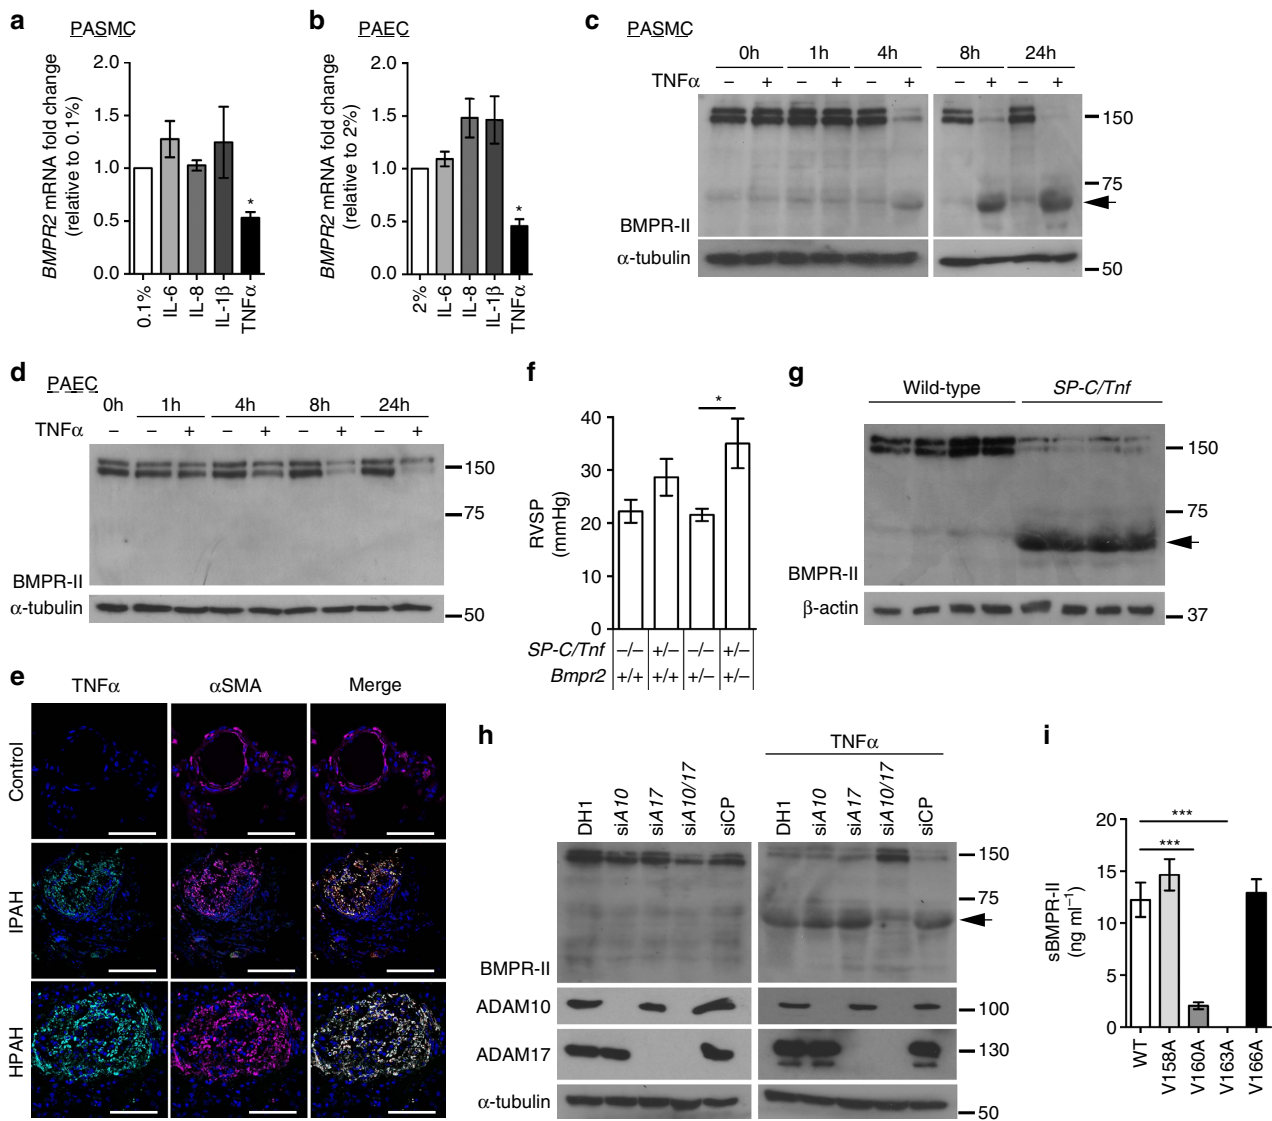 a
PASMC
BMPR2 mRNA fold change
(relative to 0.1%)
2.0
1.5
1.0
0.5
0.0
*
0.1%
IL-6
IL-8
IL-1β
TNFα
b
PAEC
BMPR2 mRNA fold change
(relative to 2%)
2.0
1.5
1.0
0.5
0.0
*
2%
IL-6
IL-8
IL-1β
TNFα
c
PASMC
0h 1h 4h 8h 24h
TNFα – + – + – + – + – +
150
75
BMPR-II
α-tubulin
50
d
PAEC
0h 1h 4h 8h 24h
TNFα – – + – + – + – +
150
75
BMPR-II
α-tubulin
50
e
TNFα αSMA Merge
Control
IPAH
HPAH
f
RVSP
(mmHg)
40
30
20
10
0
*
SP-C/Tnf –/– +/– –/– +/–
Bmpr2 +/+ +/+ +/– +/–
g
Wild-type SP-C/Tnf
150
75
BMPR-II
β-actin
37
h
TNFα
DH1 siA10 siA17 siA10/17 siCP DH1 siA10 siA17 siA10/17 siCP
150
75
BMPR-II
ADAM10
100
ADAM17
130
α-tubulin
50
i
sBMPR-II
(ng ml⁻¹)
20
15
10
5
0
***
***
WT
V158A
V160A
V163A
V166A